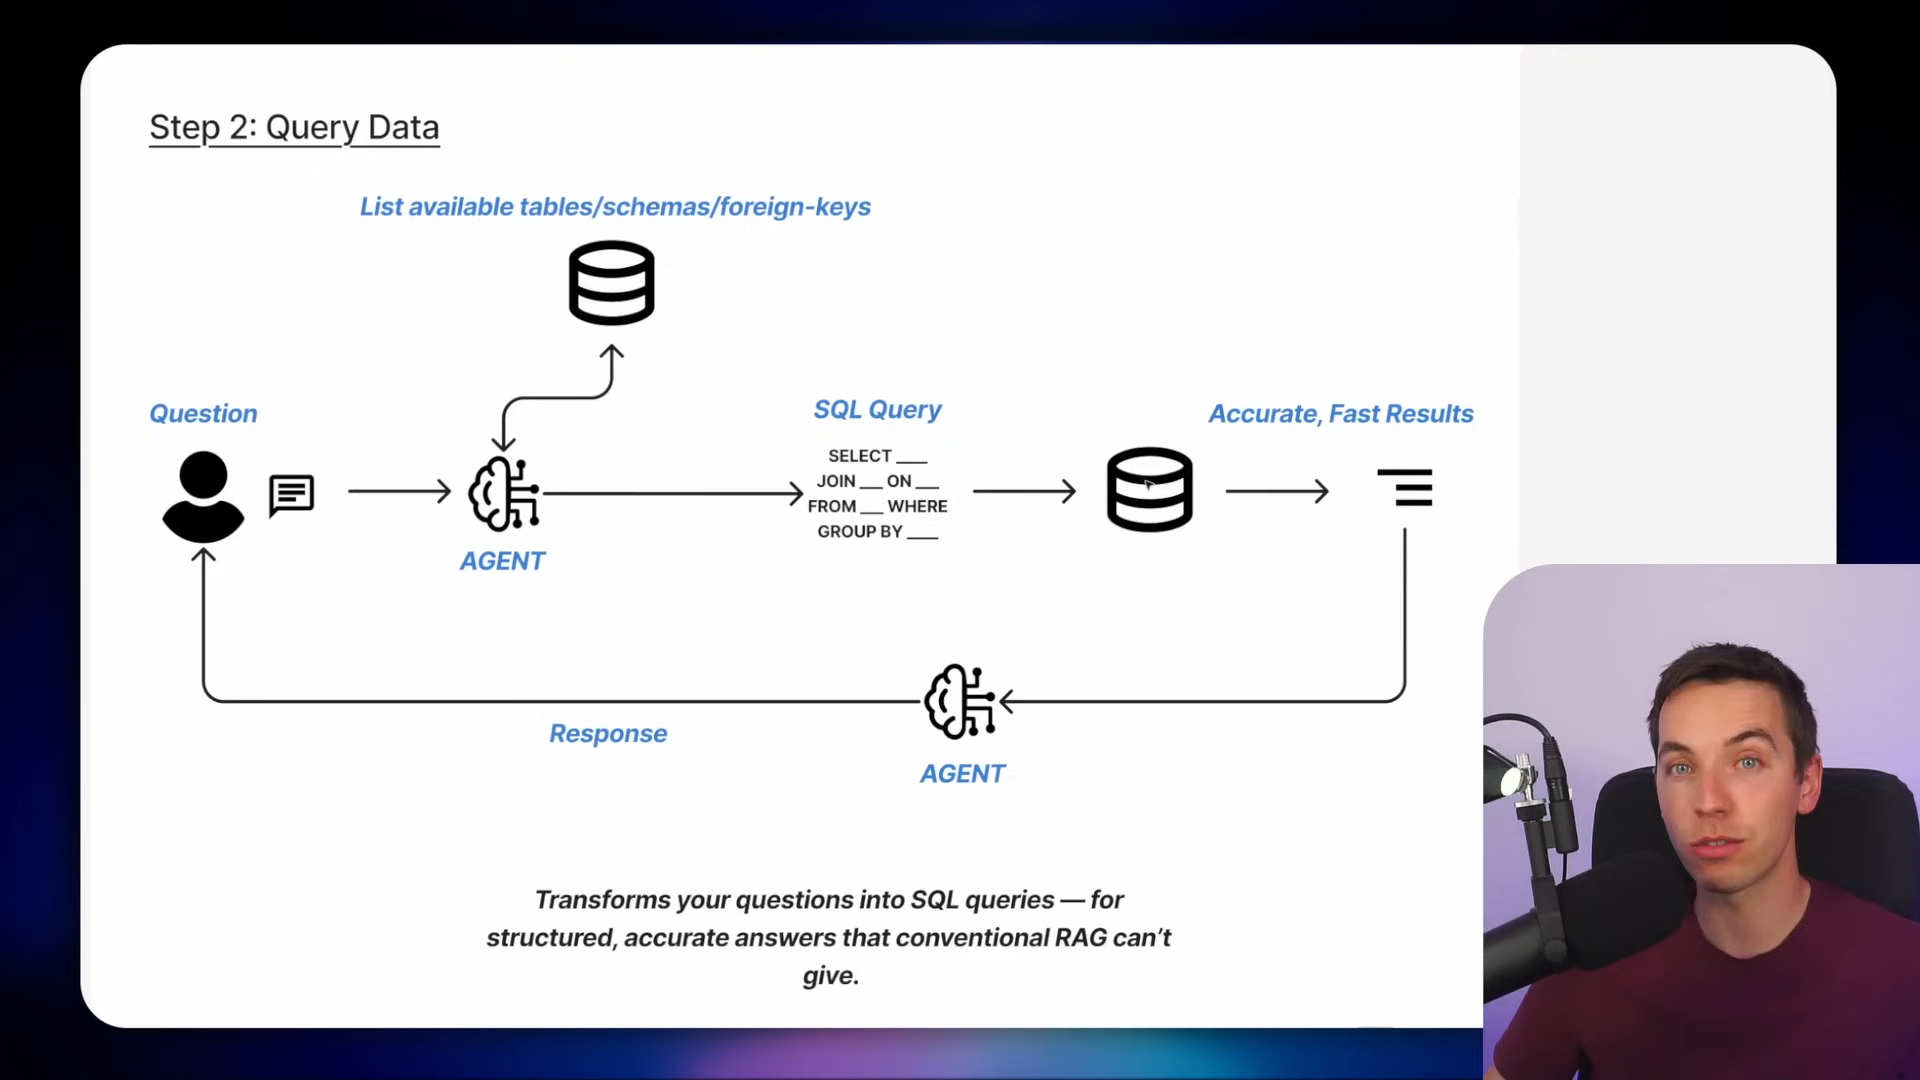 Step 2: Query Data
List available tables/schemas/foreign-keys
Question
SQL Query
Accurate, Fast Results
SELECT ___
JOIN ___ ON ___
FROM ___ WHERE
GROUP BY ____
AGENT
Response
AGENT
Transforms your questions into SQL queries — for
structured, accurate answers that conventional RAG can’t
give.